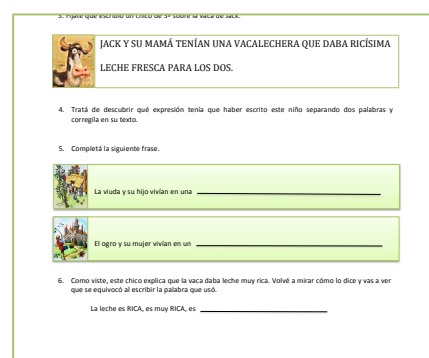 3. Fijate qué escribió un chico de 3º sobre la vaca de Jack.
JACK Y SU MAMÁ TENÍAN UNA VACALECHERA QUE DABA RICÍSIMA
LECHE FRESCA PARA LOS DOS.
4. Tratá de descubrir qué expresión tenía que haber escrito este niño separando dos palabras y
corregila en su texto.
5. Completá la siguiente frase.
La viuda y su hijo vivían en una
El ogro y su mujer vivían en un
6. Como viste, este chico explica que la vaca daba leche muy rica. Volvé a mirar cómo lo dice y vas a ver
que se equivocó al escribir la palabra que usó.
La leche es RICA, es muy RICA, es